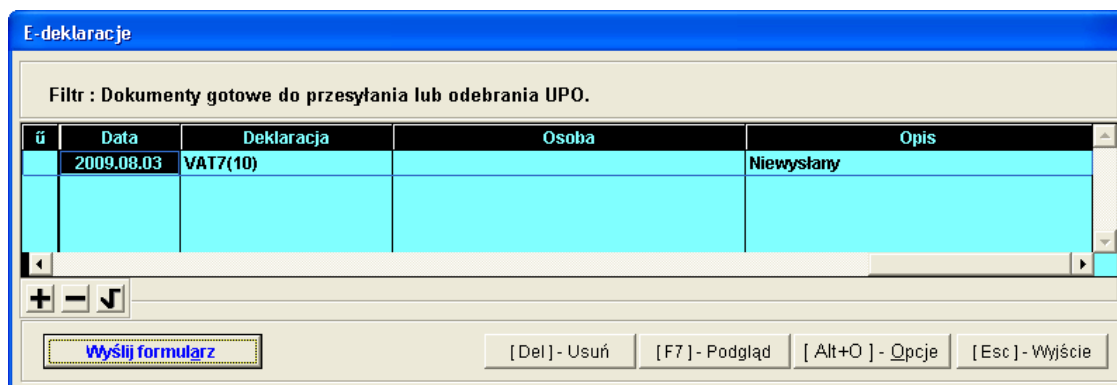 E-deklaracje
Filtr : Dokumenty gotowe do przesyłania lub odebrania UPO.
ű Data Deklaracja Osoba Opis
2009.08.03 VAT7(10) Niewysłany
Wyślij formularz [ Del ] - Usuń [ F7 ] - Podgląd [ Alt+O ] - Opcje [ Esc ] - Wyjście